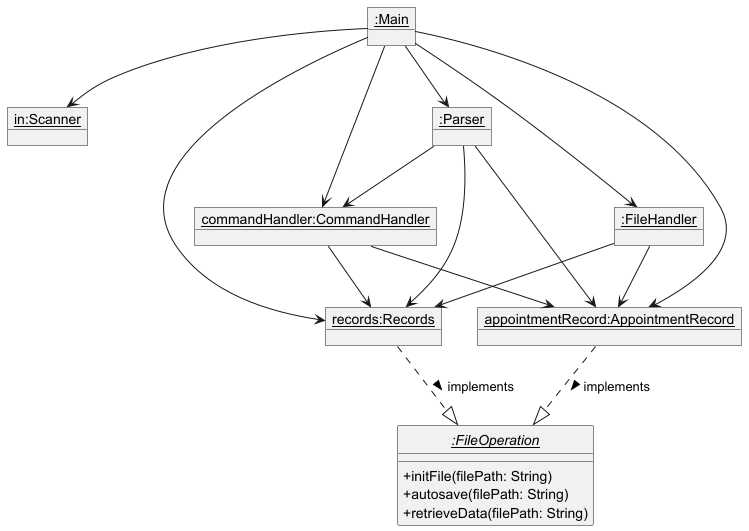 :Main
in:Scanner
:Parser
commandHandler:CommandHandler
:FileHandler
records:Records
appointmentRecord:AppointmentRecord
implements
implements
:FileOperation
+initFile(filePath: String)
+autosave(filePath: String)
+retrieveData(filePath: String)